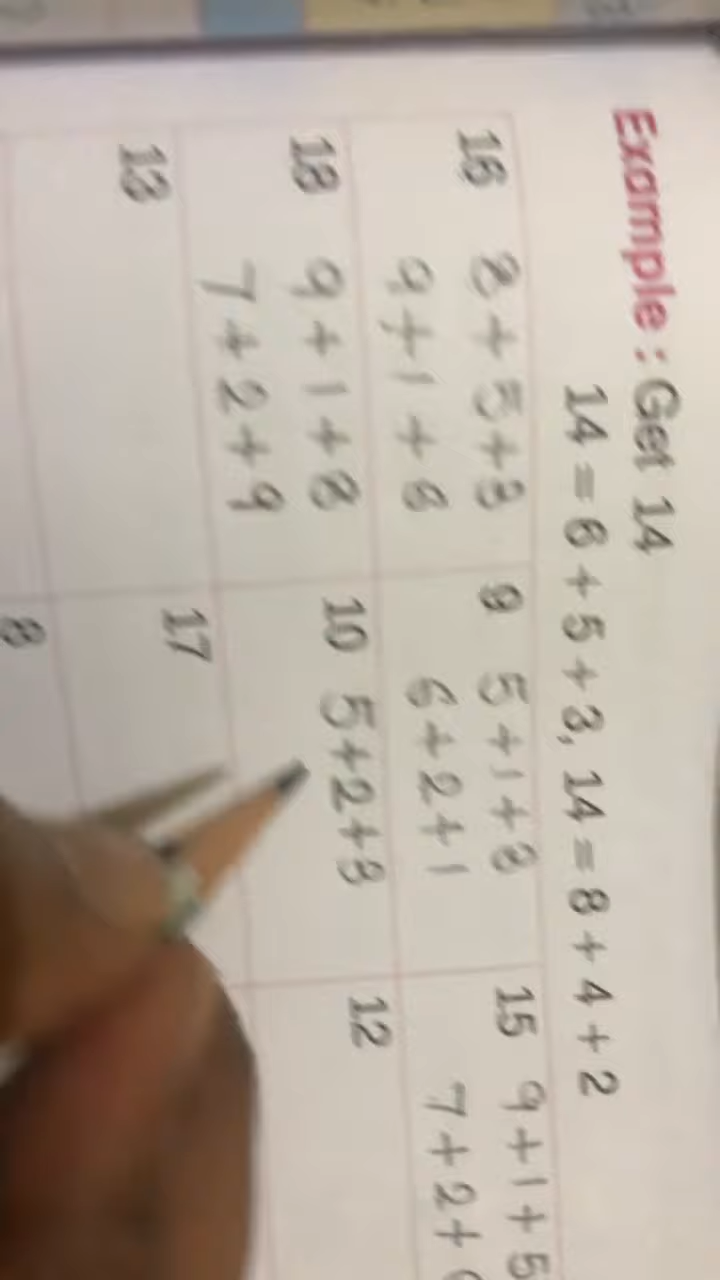 Example : Get 14
14 = 6 + 5 + 3, 14 = 8 + 4 + 2
16 8 + 5 + 3 9 5 + 1 + 3 15 9 + 1 + 5
9 + 1 + 6 6 + 2 + 1 7 + 2 +
18 9 + 1 + 8 10 5 + 2 + 3 12
7 + 2 + 9
13 17
8